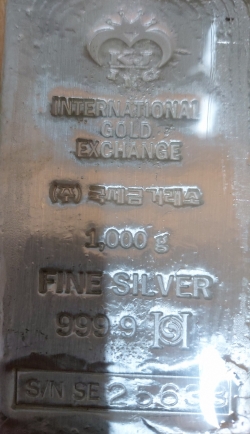 INTERNATIONAL
GOLD
EXCHANGE
(주) 국제금거래소
1,000 g
FINE SILVER
999.9
S/N SE